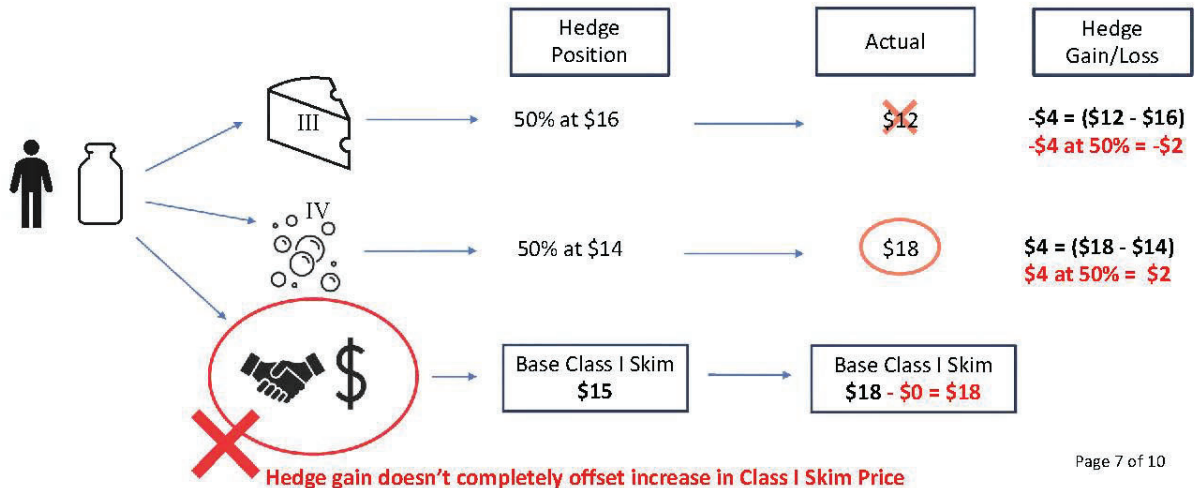 Hedge
Position
Actual
Hedge
Gain/Loss
III
50% at $16
$12
-$4 = ($12 - $16)
-$4 at 50% = -$2
IV
50% at $14
$18
$4 = ($18 - $14)
$4 at 50% =  $2
$
Base Class I Skim
$15
Base Class I Skim
$18 - $0 = $18
Hedge gain doesn't completely offset increase in Class I Skim Price
Page 7 of 10